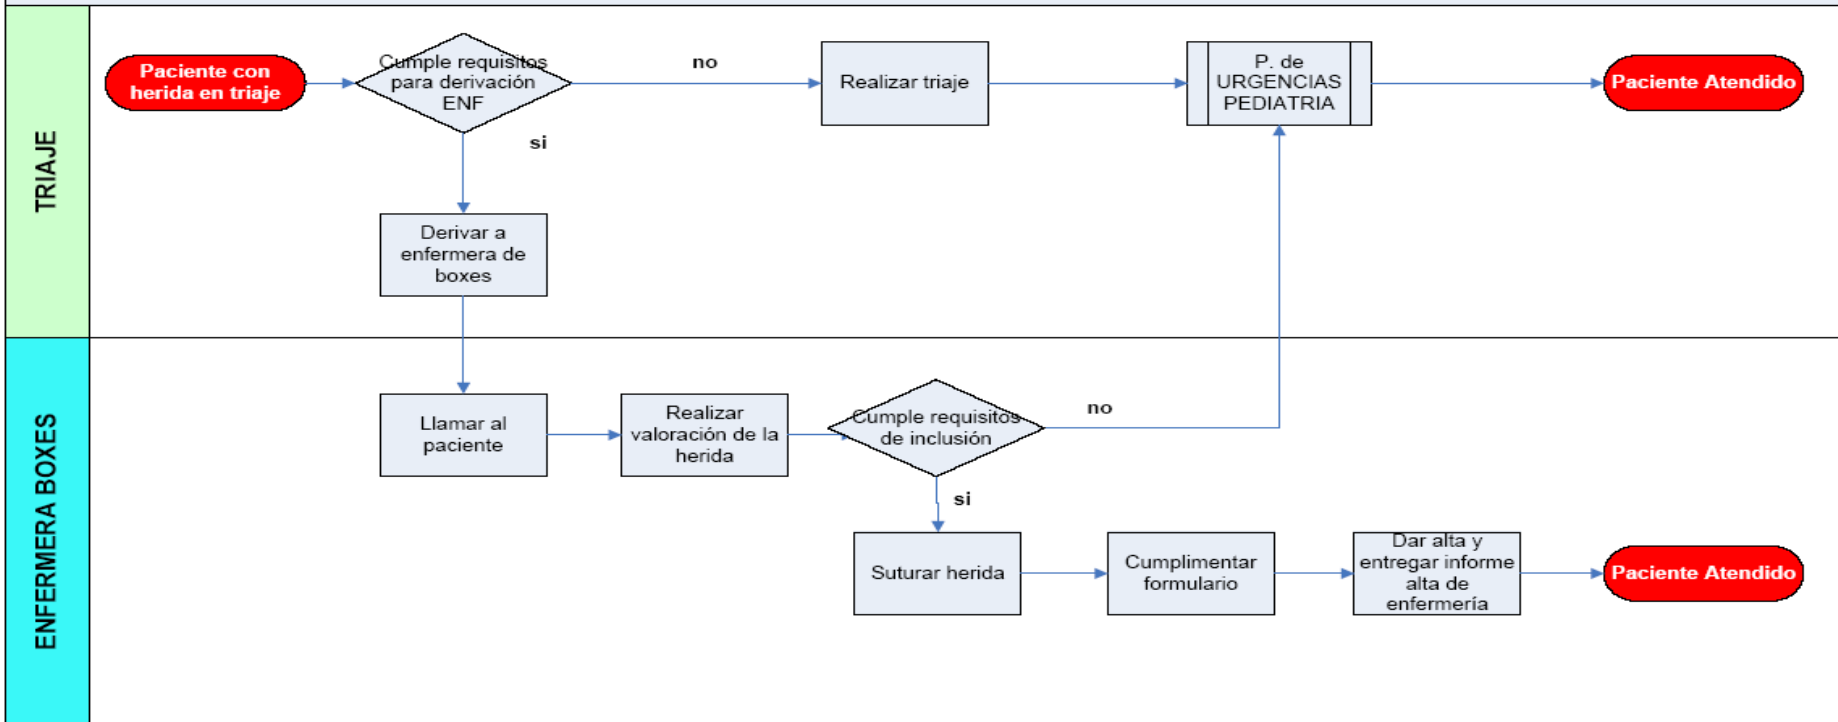 TRIAJE
Paciente con
herida en triaje
Cumple requisitos
para derivación
ENF
no
si
Realizar triaje
P. de
URGENCIAS
PEDIATRIA
Paciente Atendido
Derivar a
enfermera de
boxes
ENFERMERA BOXES
Llamar al
paciente
Realizar
valoración de la
herida
Cumple requisitos
de inclusión
no
si
Suturar herida
Cumplimentar
formulario
Dar alta y
entregar informe
alta de
enfermería
Paciente Atendido